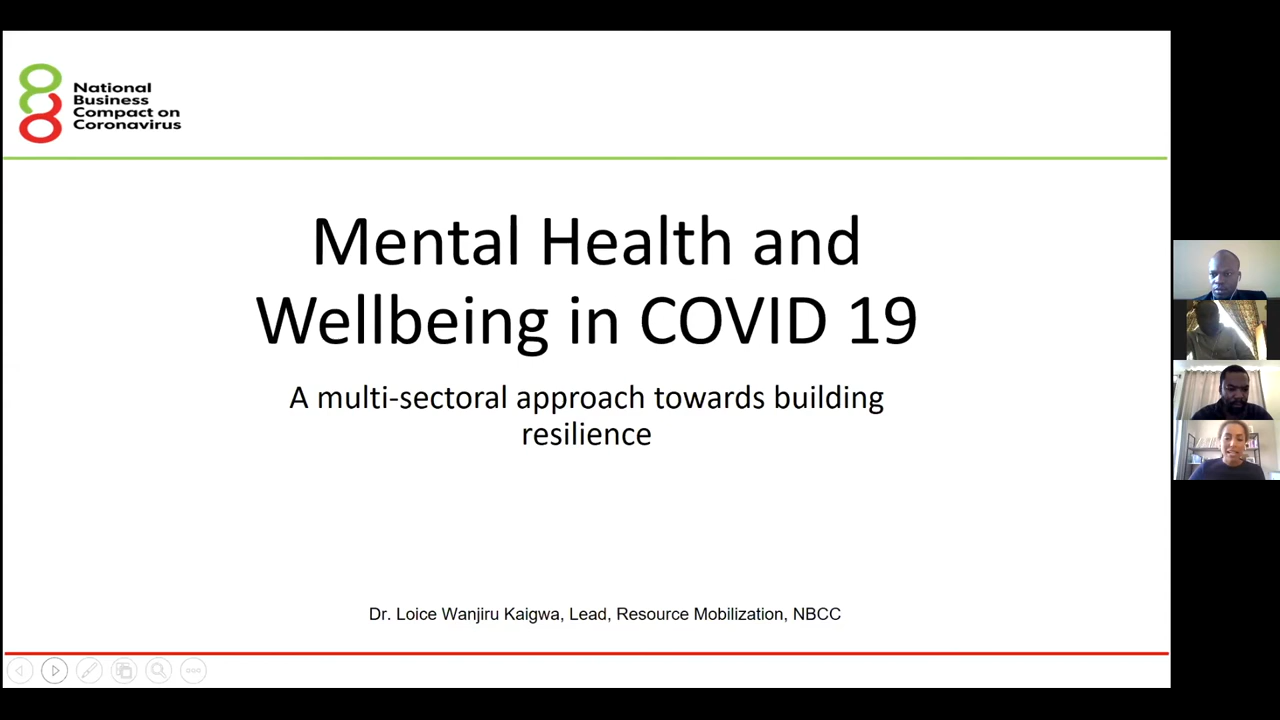 National
Business
Compact on
Coronavirus
Mental Health and
Wellbeing in COVID 19
A multi-sectoral approach towards building
resilience
Dr. Loice Wanjiru Kaigwa, Lead, Resource Mobilization, NBCC